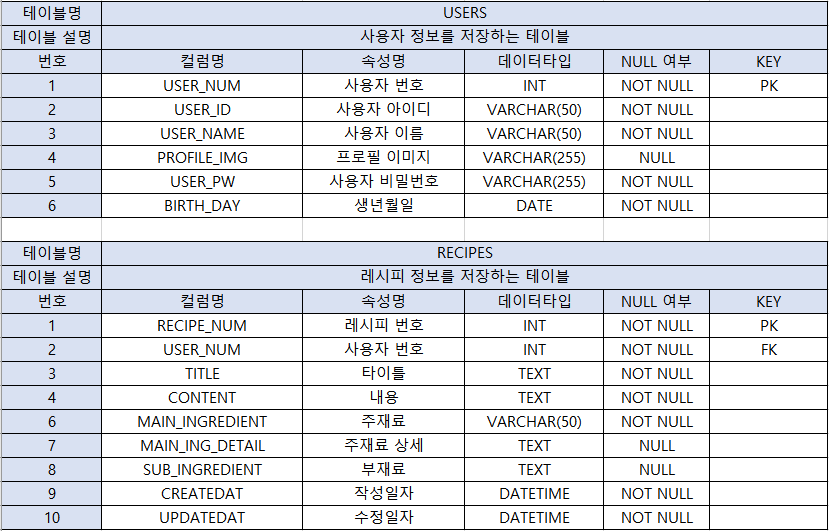 테이블명 USERS
테이블 설명 사용자 정보를 저장하는 테이블
번호 컬럼명 속성명 데이터타입 NULL 여부 KEY
1 USER_NUM 사용자 번호 INT NOT NULL PK
2 USER_ID 사용자 아이디 VARCHAR(50) NOT NULL
3 USER_NAME 사용자 이름 VARCHAR(50) NOT NULL
4 PROFILE_IMG 프로필 이미지 VARCHAR(255) NULL
5 USER_PW 사용자 비밀번호 VARCHAR(255) NOT NULL
6 BIRTH_DAY 생년월일 DATE NOT NULL
테이블명 RECIPES
테이블 설명 레시피 정보를 저장하는 테이블
번호 컬럼명 속성명 데이터타입 NULL 여부 KEY
1 RECIPE_NUM 레시피 번호 INT NOT NULL PK
2 USER_NUM 사용자 번호 INT NOT NULL FK
3 TITLE 타이틀 TEXT NOT NULL
4 CONTENT 내용 TEXT NOT NULL
6 MAIN_INGREDIENT 주재료 VARCHAR(50) NOT NULL
7 MAIN_ING_DETAIL 주재료 상세 TEXT NULL
8 SUB_INGREDIENT 부재료 TEXT NULL
9 CREATEDAT 작성일자 DATETIME NOT NULL
10 UPDATEDAT 수정일자 DATETIME NOT NULL